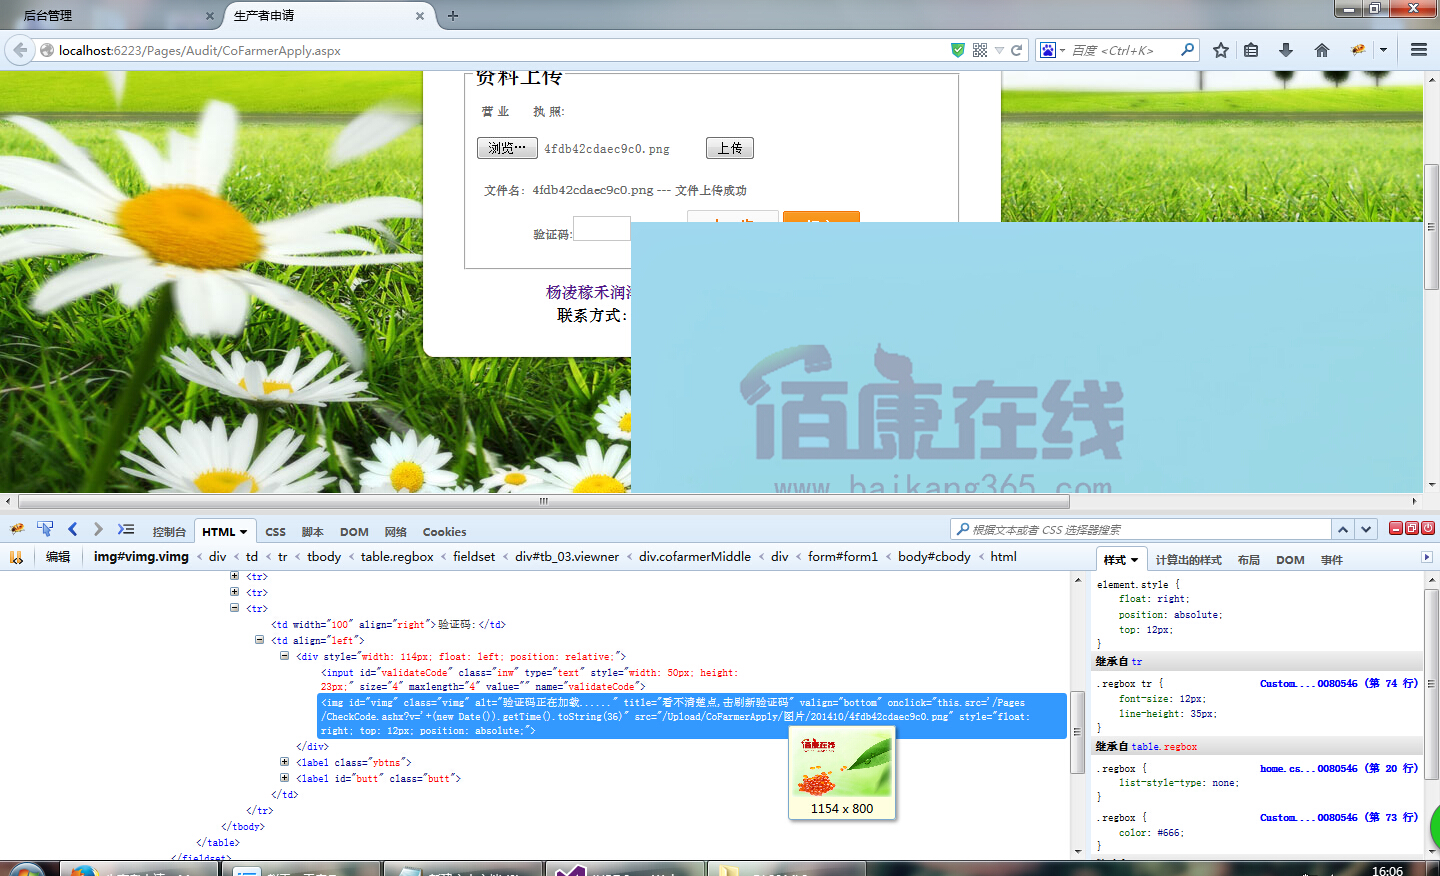 后台管理
生产者申请
localhost:6223/Pages/Audit/CoFarmerApply.aspx
百度 <Ctrl+K>
资料上传
营 业 执 照:
浏览…
4fdb42cdaec9c0.png
上传
文件名: 4fdb42cdaec9c0.png --- 文件上传成功
验证码:
杨凌稼禾润
联系方式:
佰康在线
www.baikang365.com
控制台
HTML
CSS
脚本
DOM
网络
Cookies
根据文本或者 CSS 选择器搜索
编辑
img#vimg.vimg < div < td < tr < tbody < table.regbox < fieldset < div#tb_03.viewner < div.cofarmerMiddle < div < form#form1 < body#cbody < html
样式
计算出的样式
布局
DOM
事件
<tr>
<tr>
<tr>
<td width="100" align="right">验证码:</td>
<td align="left">
<div style="width: 114px; float: left; position: relative;">
<input id="validateCode" class="inw" type="text" style="width: 50px; height:
23px;" size="4" maxlength="4" value="" name="validateCode">
<img id="vimg" class="vimg" alt="验证码正在加载......" title="看不清楚点,击刷新验证码" valign="bottom" onclick="this.src='/Pages
/CheckCode.ashx?v='+(new Date()).getTime().toString(36)" src="/Upload/CoFarmerApply/图片/201410/4fdb42cdaec9c0.png" style="float:
right; top: 12px; position: absolute;">
</div>
<label class="ybtns">
<label id="butt" class="butt">
</td>
</tr>
</tbody>
</table>
</fieldset>
佰康在线
1154 x 800
element.style {
float: right;
position: absolute;
top: 12px;
}
继承自 tr
.regbox tr {
Custom....0080546 (第 74 行)
font-size: 12px;
line-height: 35px;
}
继承自 table.regbox
.regbox {
home.cs...0080546 (第 20 行)
list-style-type: none;
}
.regbox {
Custom....0080546 (第 73 行)
color: #666;
}
16:06